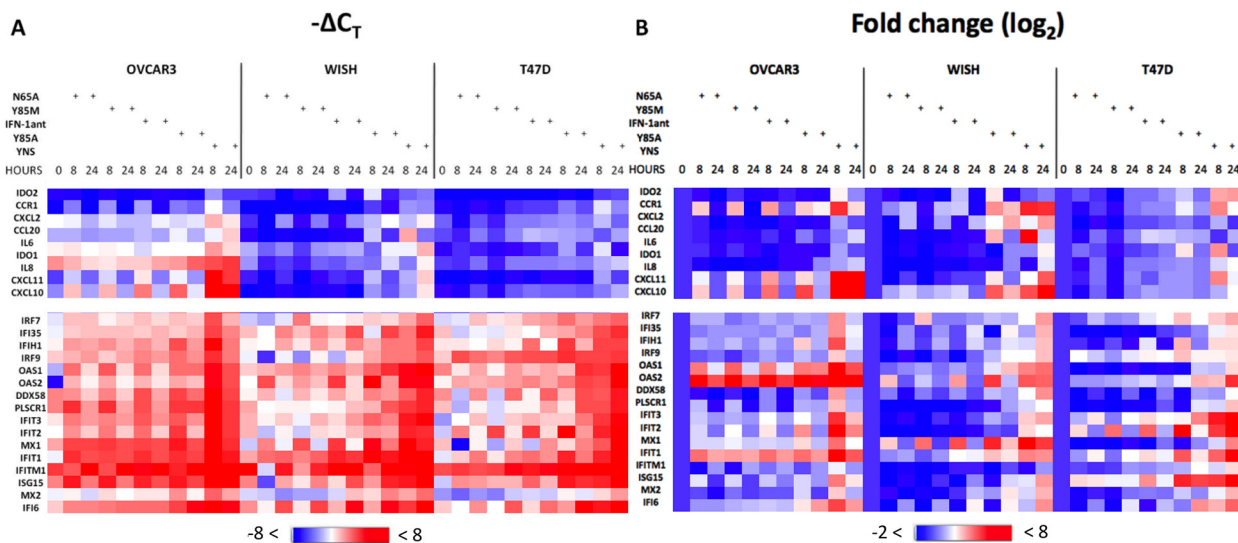 A
-ΔCT
B
Fold change (log2)
OVCAR3 WISH T47D
OVCAR3 WISH T47D
N65A + + + + + +
Y85M + + + + + +
IFN-1ant + + + + + +
Y85A + + + + + +
YNS + + + + + +
HOURS 0 8 24 8 24 8 24 8 24 8 24 0 8 24 8 24 8 24 8 24 8 24 0 8 24 8 24 8 24 8 24 8 24
N65A + + + + + +
Y85M + + + + + +
IFN-1ant + + + + + +
Y85A + + + + + +
YNS + + + + + +
HOURS 0 8 24 8 24 8 24 8 24 8 24 0 8 24 8 24 8 24 8 24 8 24 0 8 24 8 24 8 24 8 24 8 24
IDO2
CCR1
CXCL2
CCL20
IL6
IDO1
IL8
CXCL11
CXCL10
IRF7
IFI35
IFIH1
IRF9
OAS1
OAS2
DDX58
PLSCR1
IFIT3
IFIT2
MX1
IFIT1
IFITM1
ISG15
MX2
IFI6
-8 < < 8
IDO2
CCR1
CXCL2
CCL20
IL6
IDO1
IL8
CXCL11
CXCL10
IRF7
IFI35
IFIH1
IRF9
OAS1
OAS2
DDX58
PLSCR1
IFIT3
IFIT2
MX1
IFIT1
IFITM1
ISG15
MX2
IFI6
-2 < < 8